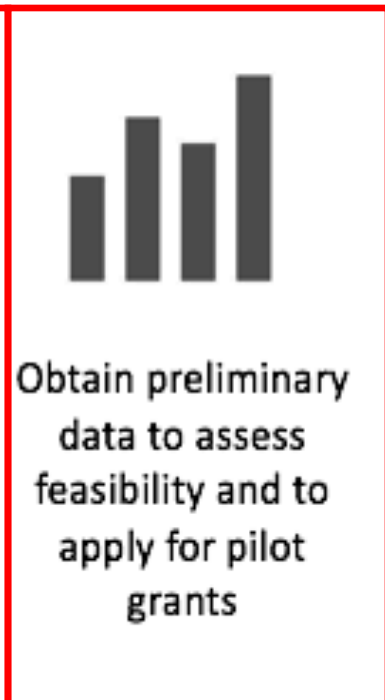 Obtain preliminary
data to assess
feasibility and to
apply for pilot
grants